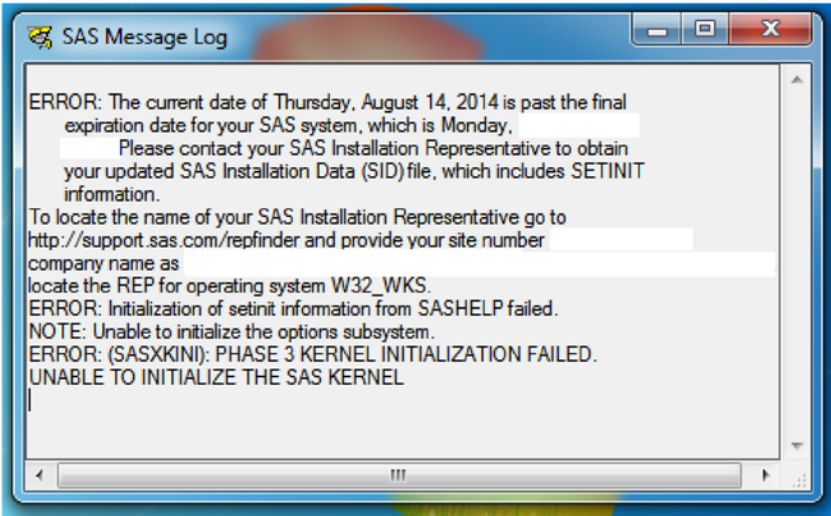 SAS Message Log
ERROR: The current date of Thursday, August 14, 2014 is past the final
expiration date for your SAS system, which is Monday,
Please contact your SAS Installation Representative to obtain
your updated SAS Installation Data (SID) file, which includes SETINIT
information.
To locate the name of your SAS Installation Representative go to
http://support.sas.com/repfinder and provide your site number
company name as
locate the REP for operating system W32_WKS.
ERROR: Initialization of setinit information from SASHELP failed.
NOTE: Unable to initialize the options subsystem.
ERROR: (SASXKINI): PHASE 3 KERNEL INITIALIZATION FAILED.
UNABLE TO INITIALIZE THE SAS KERNEL